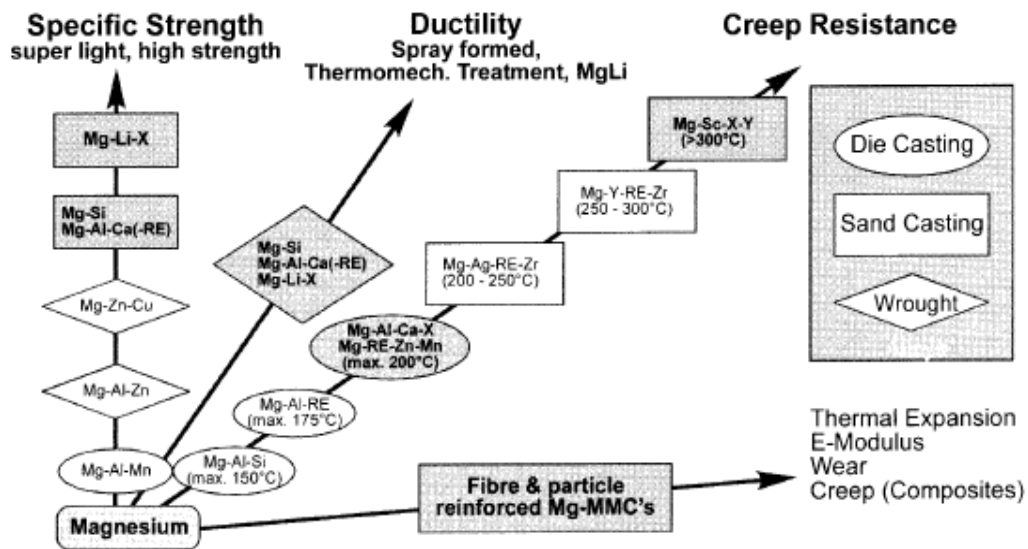 Specific Strength
super light, high strength
Ductility
Spray formed,
Thermomech. Treatment, MgLi
Creep Resistance
Mg-Li-X
Mg-Si
Mg-Al-Ca(-RE)
Mg-Zn-Cu
Mg-Al-Zn
Mg-Al-Mn
Mg-Si
Mg-Al-Ca(-RE)
Mg-Li-X
Mg-Sc-X-Y
(>300°C)
Mg-Y-RE-Zr
(250 - 300°C)
Mg-Ag-RE-Zr
(200 - 250°C)
Mg-Al-Ca-X
Mg-RE-Zn-Mn
(max. 200°C)
Mg-Al-RE
(max. 175°C)
Mg-Al-Si
(max. 150°C)
Magnesium
Fibre & particle
reinforced Mg-MMC's
Die Casting
Sand Casting
Wrought
Thermal Expansion
E-Modulus
Wear
Creep (Composites)